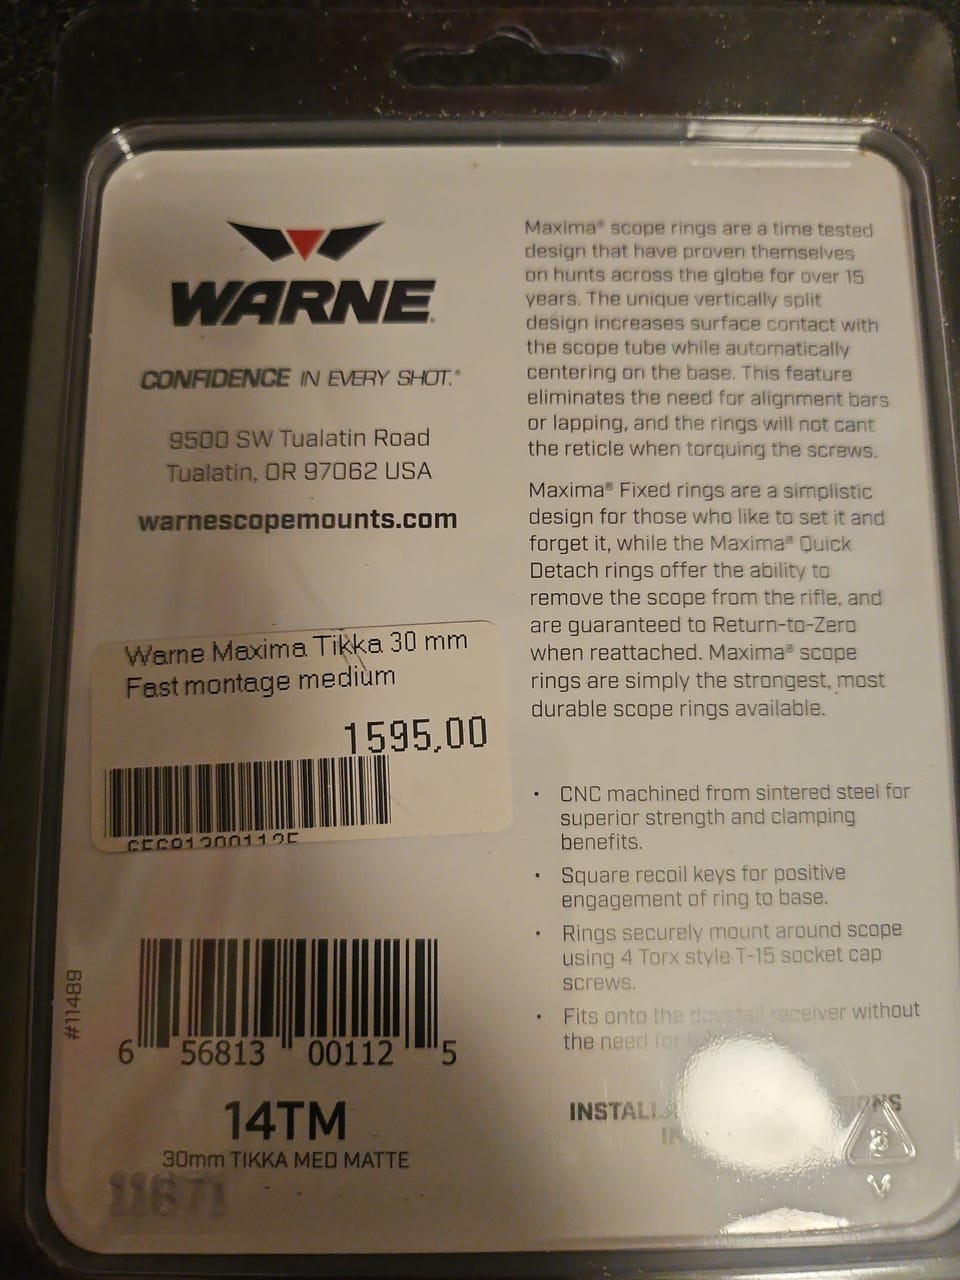 WARNE
CONFIDENCE IN EVERY SHOT.®
9500 SW Tualatin Road
Tualatin, OR 97062 USA
warnescopemounts.com
Warne Maxima Tikka 30 mm
Fast montage medium
1595,00
#11489
6 56813 00112 5
14TM
30mm TIKKA MED MATTE
11871
Maxima® scope rings are a time tested
design that have proven themselves
on hunts across the globe for over 15
years. The unique vertically split
design increases surface contact with
the scope tube while automatically
centering on the base. This feature
eliminates the need for alignment bars
or lapping, and the rings will not cant
the reticle when torquing the screws.
Maxima® Fixed rings are a simplistic
design for those who like to set it and
forget it, while the Maxima® Quick
Detach rings offer the ability to
remove the scope from the rifle, and
are guaranteed to Return-to-Zero
when reattached. Maxima® scope
rings are simply the strongest, most
durable scope rings available.
• CNC machined from sintered steel for
superior strength and clamping
benefits.
• Square recoil keys for positive
engagement of ring to base.
• Rings securely mount around scope
using 4 Torx style T-15 socket cap
screws.
• Fits onto the dovetail receiver without
the need for
V